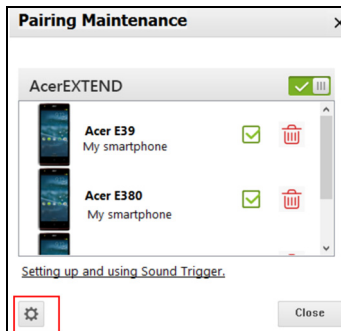 Pairing Maintenance
AcerEXTEND
Acer E39
My smartphone
Acer E380
My smartphone
Setting up and using Sound Trigger.
Close